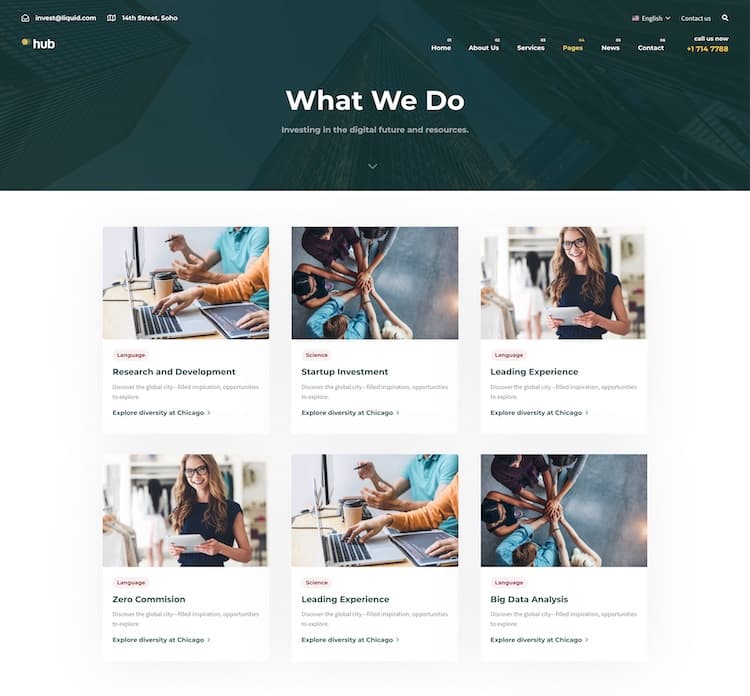 invest@liquid.com 14th Street, Soho English Contact us
hub
01 02 03 04 05 06
Home About Us Services Pages News Contact
call us now
+1 714 7788
What We Do
Investing in the digital future and resources.
Language
Research and Development
Discover the global city—filled inspiration, opportunities
to explore.
Explore diversity at Chicago
Science
Startup Investment
Discover the global city—filled inspiration, opportunities
to explore.
Explore diversity at Chicago
Language
Leading Experience
Discover the global city—filled inspiration, opportunities
to explore.
Explore diversity at Chicago
Language
Zero Commision
Discover the global city—filled inspiration, opportunities
to explore.
Explore diversity at Chicago
Science
Leading Experience
Discover the global city—filled inspiration, opportunities
to explore.
Explore diversity at Chicago
Language
Big Data Analysis
Discover the global city—filled inspiration, opportunities
to explore.
Explore diversity at Chicago